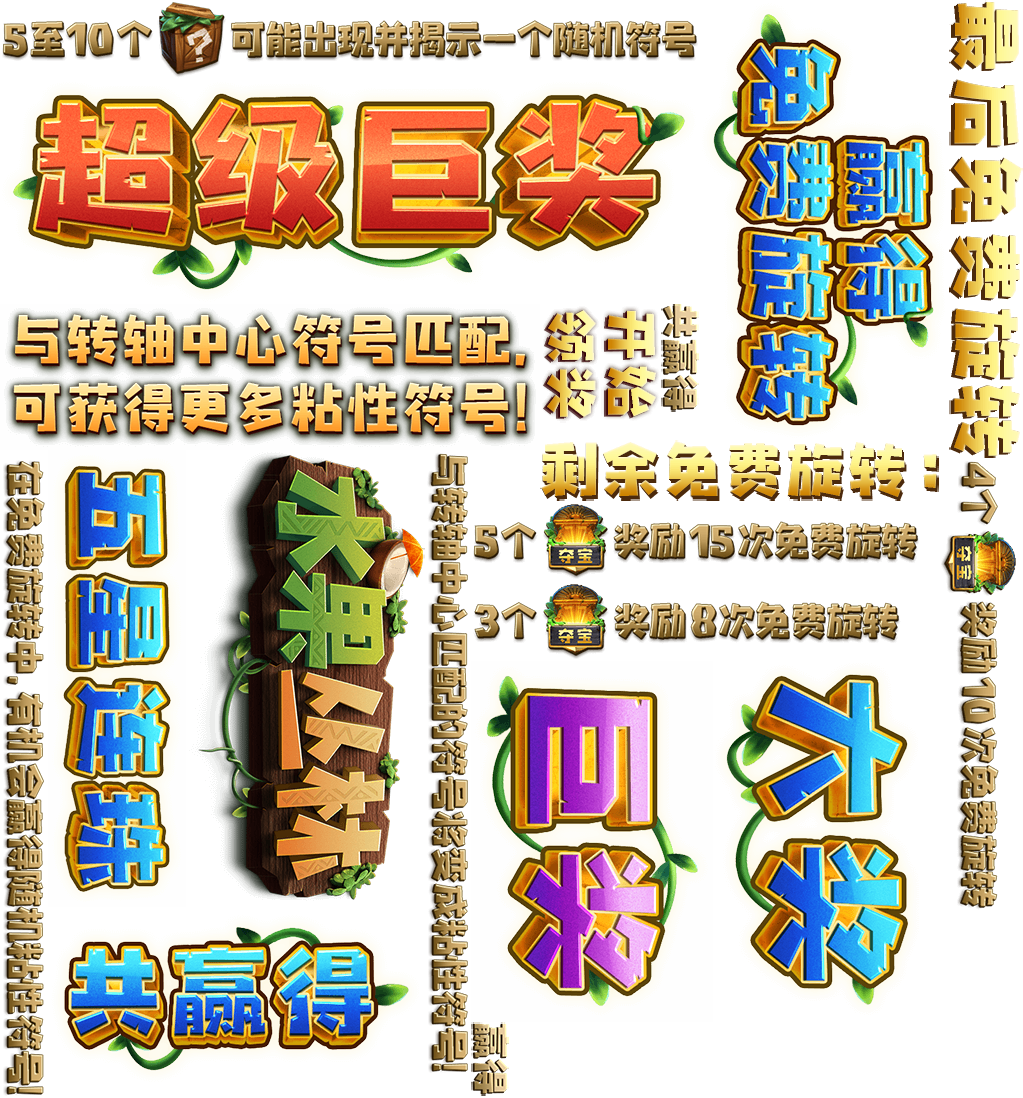 5至10个 ? 可能出现并揭示一个随机符号
超级巨奖
免费旋转
赢得
最后免费旋转
与转轴中心符号匹配,
可获得更多粘性符号!
领奖
开始
共赢得
剩余免费旋转:
5个 夺宝 奖励15次免费旋转
3个 夺宝 奖励8次免费旋转
4个 夺宝 奖励10次免费旋转
在免费旋转中,有机会赢得随机粘性符号!
五星连珠
水果丛林
与转轴中心匹配的符号将变成粘性符号!
巨奖
大奖
共赢得
赢得